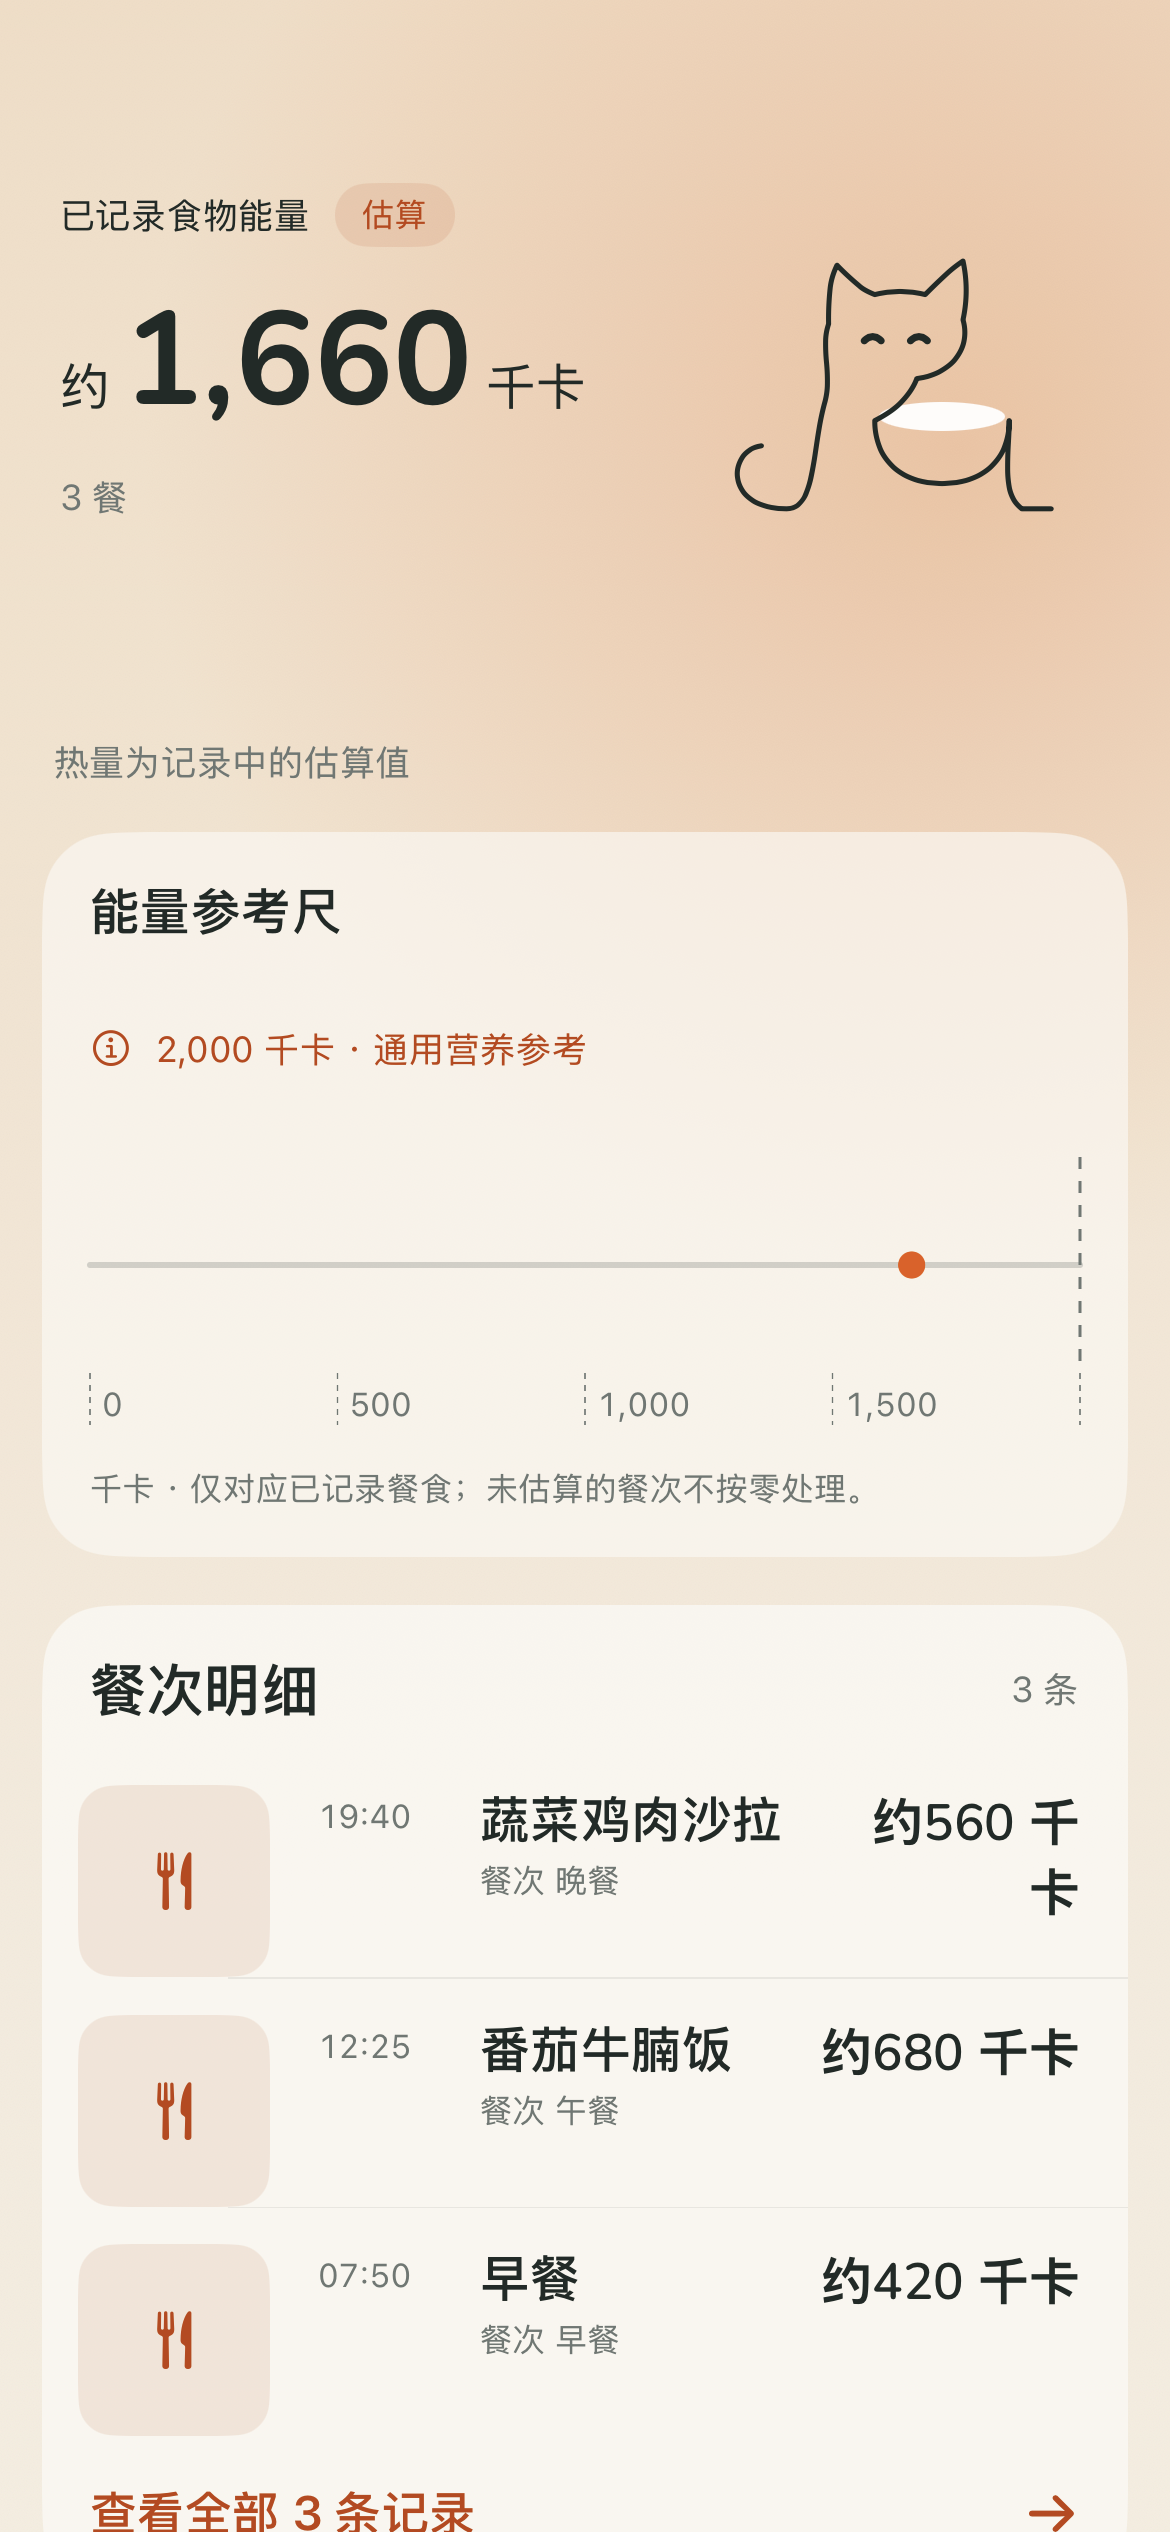 已记录食物能量 估算
约 1,660 千卡
3 餐
热量为记录中的估算值
能量参考尺
2,000 千卡 · 通用营养参考
0 500 1,000 1,500
千卡 · 仅对应已记录餐食；未估算的餐次不按零处理。
餐次明细 3 条
19:40 蔬菜鸡肉沙拉 约560 千
卡
餐次 晚餐
12:25 番茄牛腩饭 约680 千卡
餐次 午餐
07:50 早餐 约420 千卡
餐次 早餐
查看全部 3 条记录